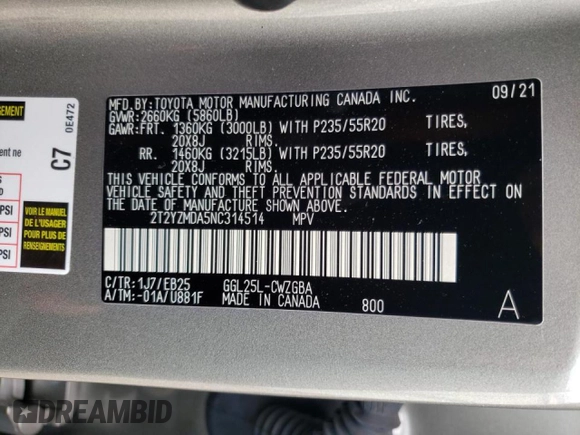 MFD.BY:TOYOTA MOTOR MANUFACTURING CANADA INC. 09/21
GVWR:2660KG (5860LB)
GAWR:FRT. 1360KG (3000LB) WITH P235/55R20 TIRES,
20X8J RIMS.
RR. 1460KG (3215LB) WITH P235/55R20 TIRES,
20X8J RIMS.
THIS VEHICLE CONFORMS TO ALL APPLICABLE FEDERAL MOTOR
VEHICLE SAFETY AND THEFT PREVENTION STANDARDS IN EFFECT ON
THE DATE OF MANUFACTURE SHOWN ABOVE.
2T2YZMDA5NC314514 MPV
C/TR:1J7/EB25 GGL25L-CWZGBA
A/TM:-01A/U881F MADE IN CANADA 800 A
0E472
C7
ent ne
PSI
PSI
VOIR LE MANUEL
DE L'USAGER
POUR PLUS DE
RENSEIGNEMENTS
DREAMBID